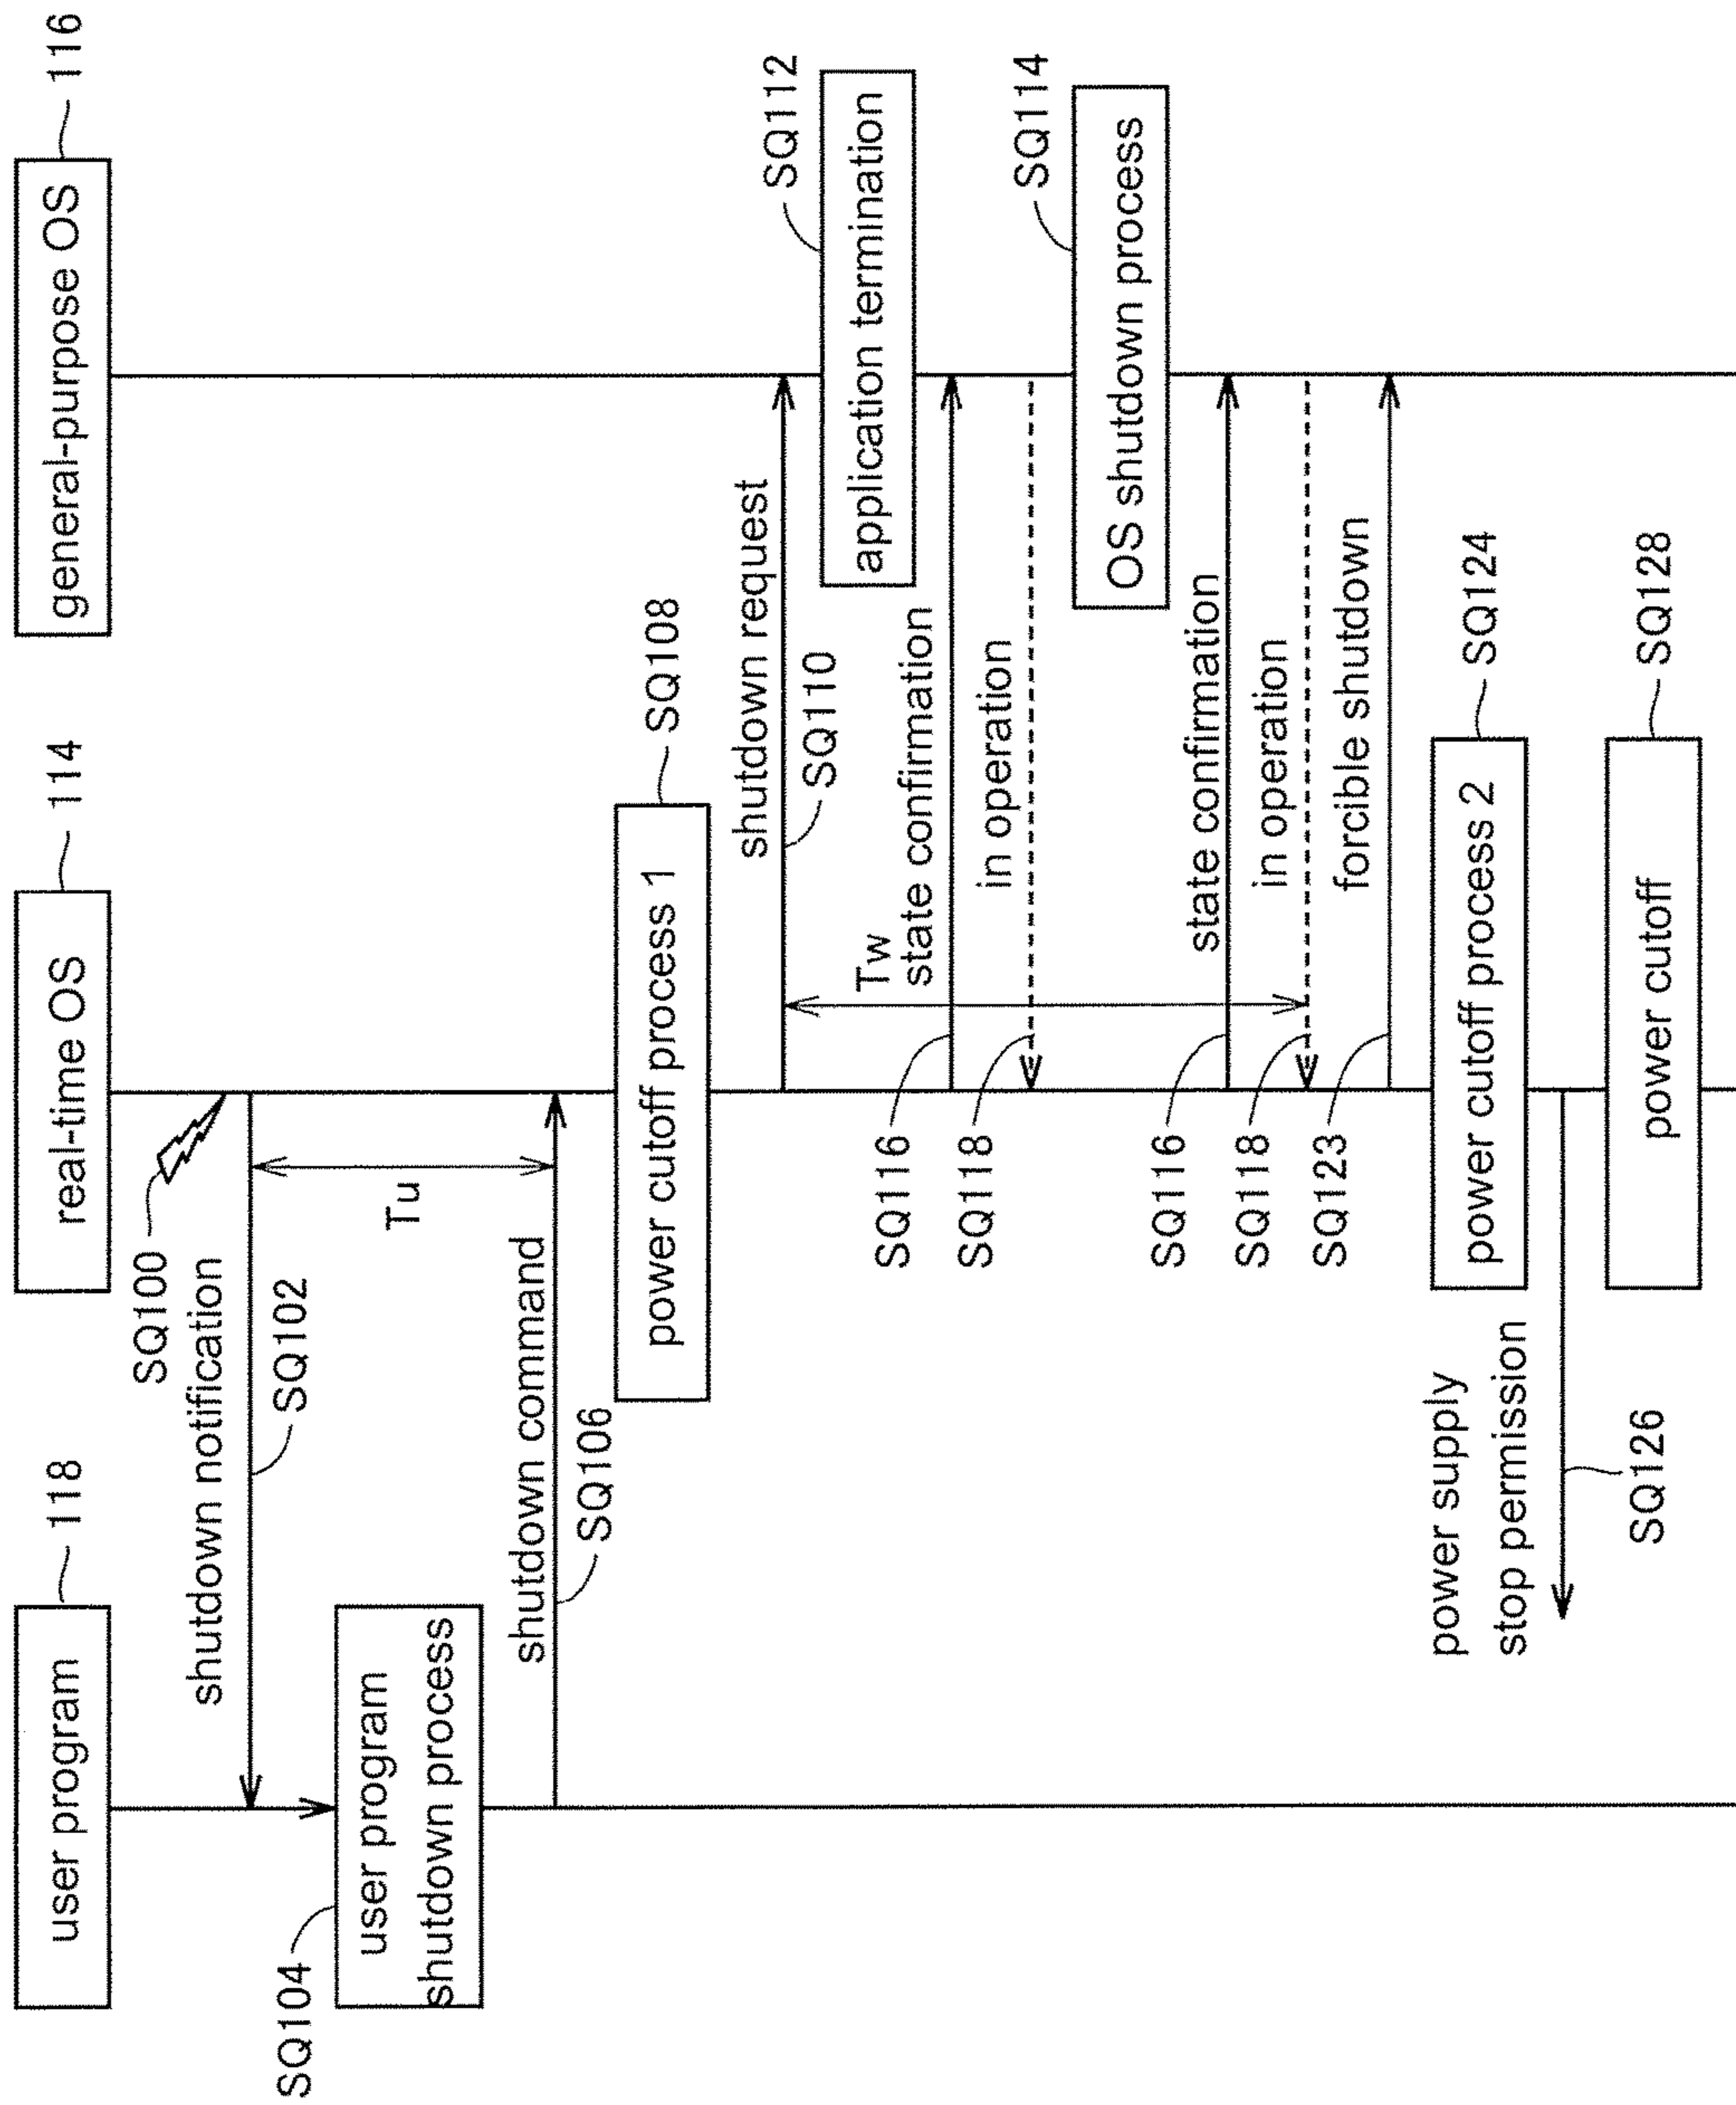 user program
118
real-time OS
114
general-purpose OS
116
SQ100
shutdown notification
SQ102
SQ104
user program
shutdown process
Tu
shutdown command
SQ106
power cutoff process 1
SQ108
shutdown request
SQ110
SQ112
application termination
Tw
state confirmation
SQ116
in operation
SQ118
SQ114
OS shutdown process
state confirmation
SQ116
in operation
SQ118
forcible shutdown
SQ123
power cutoff process 2
SQ124
power supply
stop permission
SQ126
power cutoff
SQ128